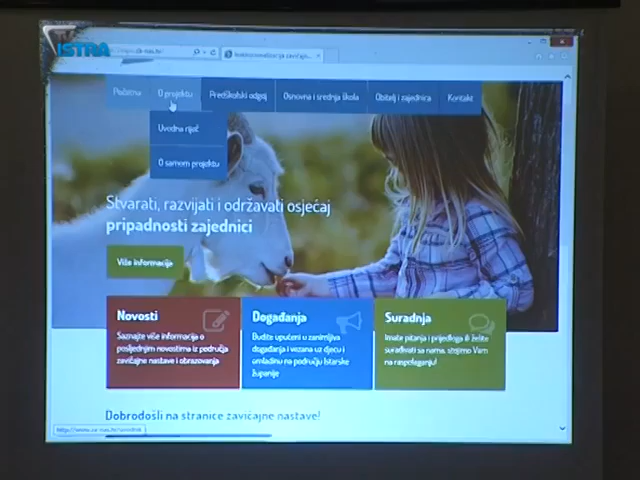 ISTRA
Početna
O projektu
Predškolski odgoj
Osnovna i srednja škola
Obitelj i zajednica
Kontakt
Uvodna riječ
O samom projektu
Stvarati, razvijati i održavati osjećaj
pripadnosti zajednici
Više informacija
Novosti
Saznajte više informacija o
posljednjim novostima iz područja
zavičajne nastave i obrazovanja
Događanja
Budite upućeni u zanimljiva
događanja i vezana uz djecu i
umladinu na području Istarske
županije
Suradnja
Imate pitanja i prijedloga ili želite
surađivati sa nama, stojimo Vam
na raspolaganju!
Dobrodošli na stranice zavičajne nastave!